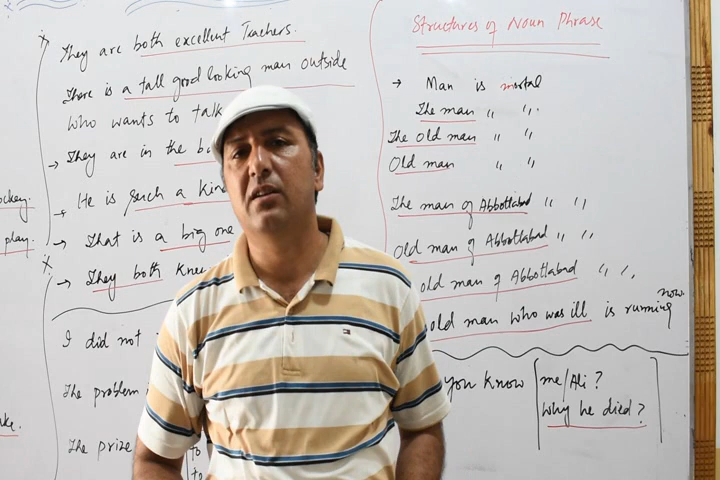 They are both excellent Teachers.
There is a tall good looking man outside
who wants to talk
→ They are in the
→ He is such a
→ That is a big one
→ They both
I did not
The problem
The prize
to
ockey.
play.
Structures of Noun Phrase
→ Man is mortal
The man " ".
The old man " "
Old man " "
The man of Abbottabad " "
Old man of Abbottabad " "
old man of Abbottabad " "
old man who was ill is running now.
you know me/Ali?
why he died?